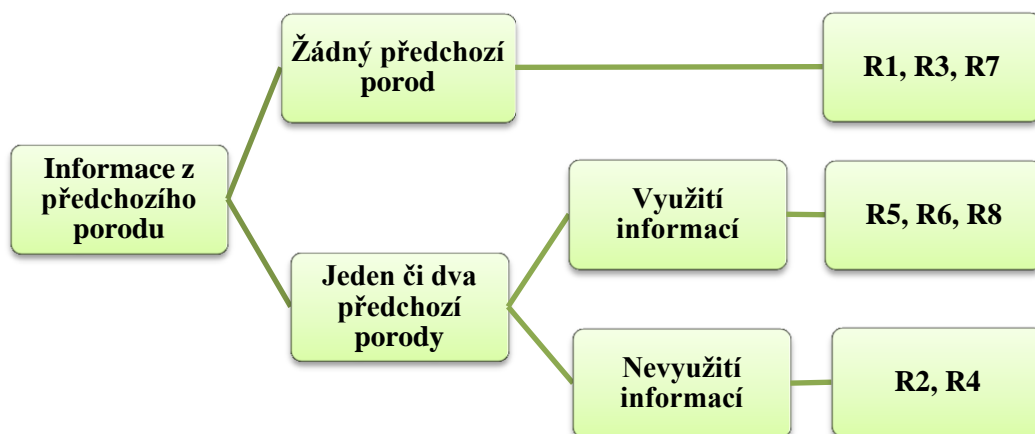 Žádný předchozí
porod
R1, R3, R7
Informace z
předchozího
porodu
Využití
informací
R5, R6, R8
Jeden či dva
předchozí
porody
Nevyužití
informací
R2, R4